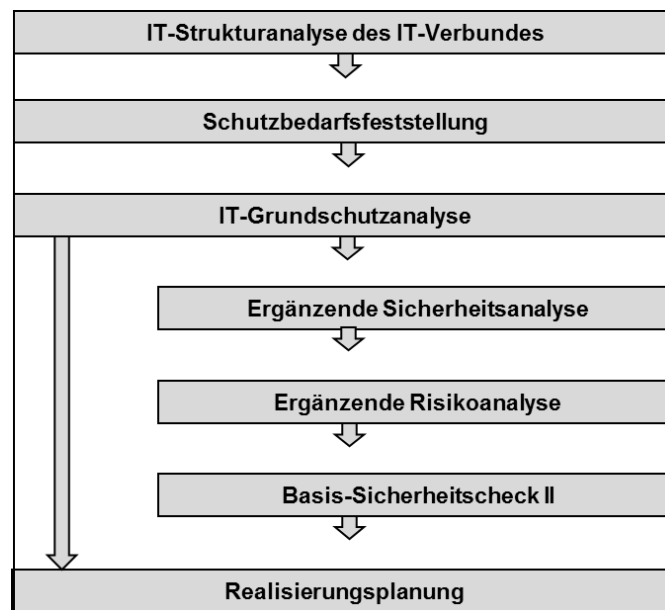 IT-Strukturanalyse des IT-Verbundes
Schutzbedarfsfeststellung
IT-Grundschutzanalyse
Ergänzende Sicherheitsanalyse
Ergänzende Risikoanalyse
Basis-Sicherheitscheck II
Realisierungsplanung